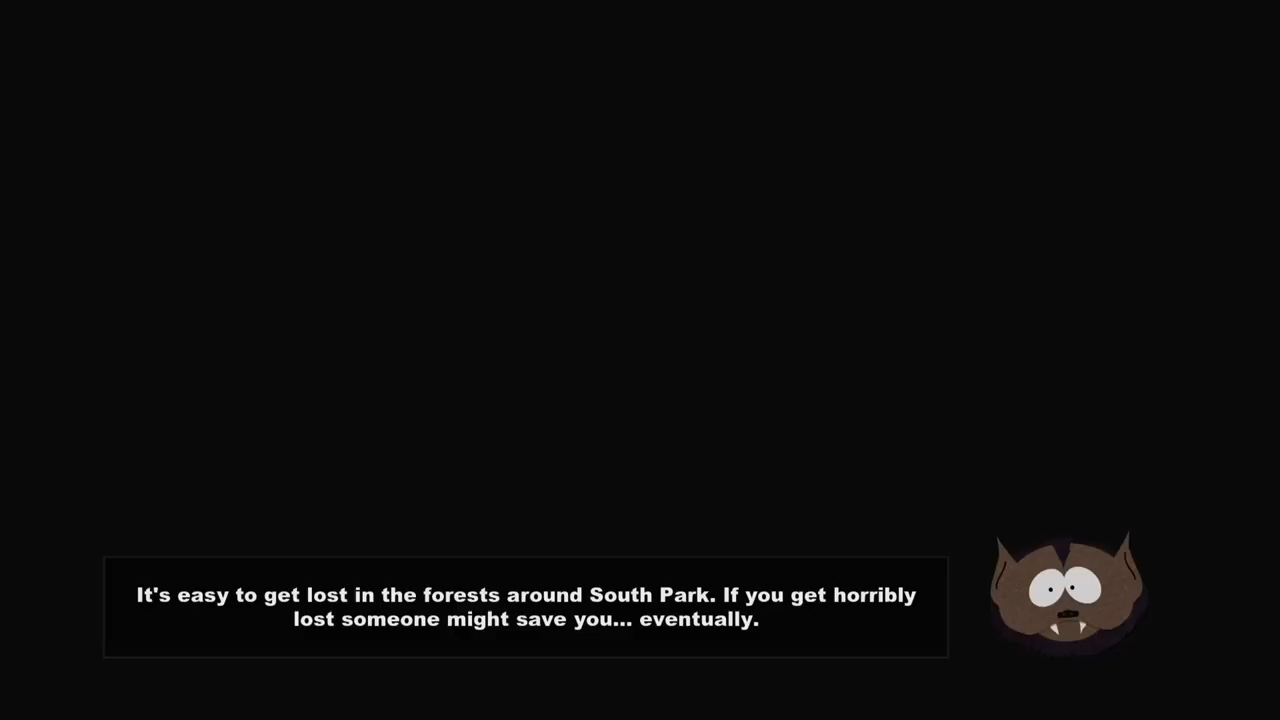 It's easy to get lost in the forests around South Park. If you get horribly
lost someone might save you... eventually.